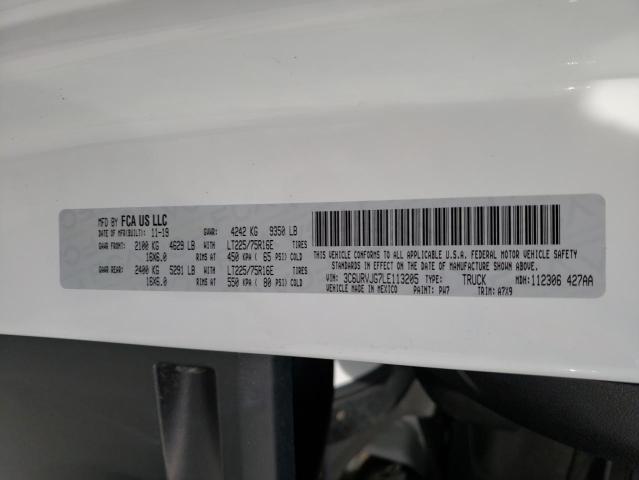 MFD BY FCA US LLC
DATE OF MFR(BUILT): 11-19 GVWR: 4242 KG 9350 LB
GAWR FRONT: 2100 KG 4629 LB WITH LT225/75R16E TIRES
16X6.0 RIMS AT 450 KPA ( 65 PSI) COLD
GAWR REAR: 2400 KG 5291 LB WITH LT225/75R16E TIRES
16X6.0 RIMS AT 550 KPA ( 80 PSI) COLD
THIS VEHICLE CONFORMS TO ALL APPLICABLE U.S.A. FEDERAL MOTOR VEHICLE SAFETY
STANDARDS IN EFFECT ON THE DATE OF MANUFACTURE SHOWN ABOVE.
VIN: 3C6URVJG7LE113205 TYPE: TRUCK MDH: 112306 427AA
VEHICLE MADE IN MEXICO PAINT: PW7 TRIM: A7X9